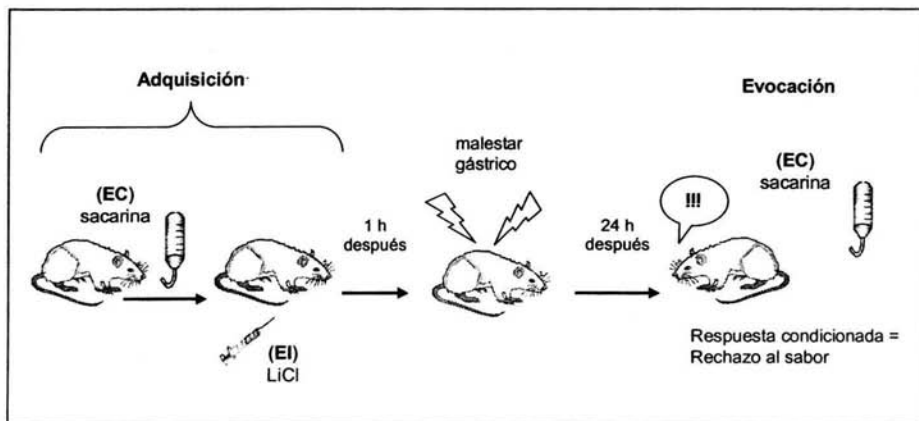 Adquisición
Evocación
malestar
gástrico
(EC)
sacarina
(EC)
sacarina
!!!
1 h
después
24 h
después
(EI)
LiCl
Respuesta condicionada =
Rechazo al sabor